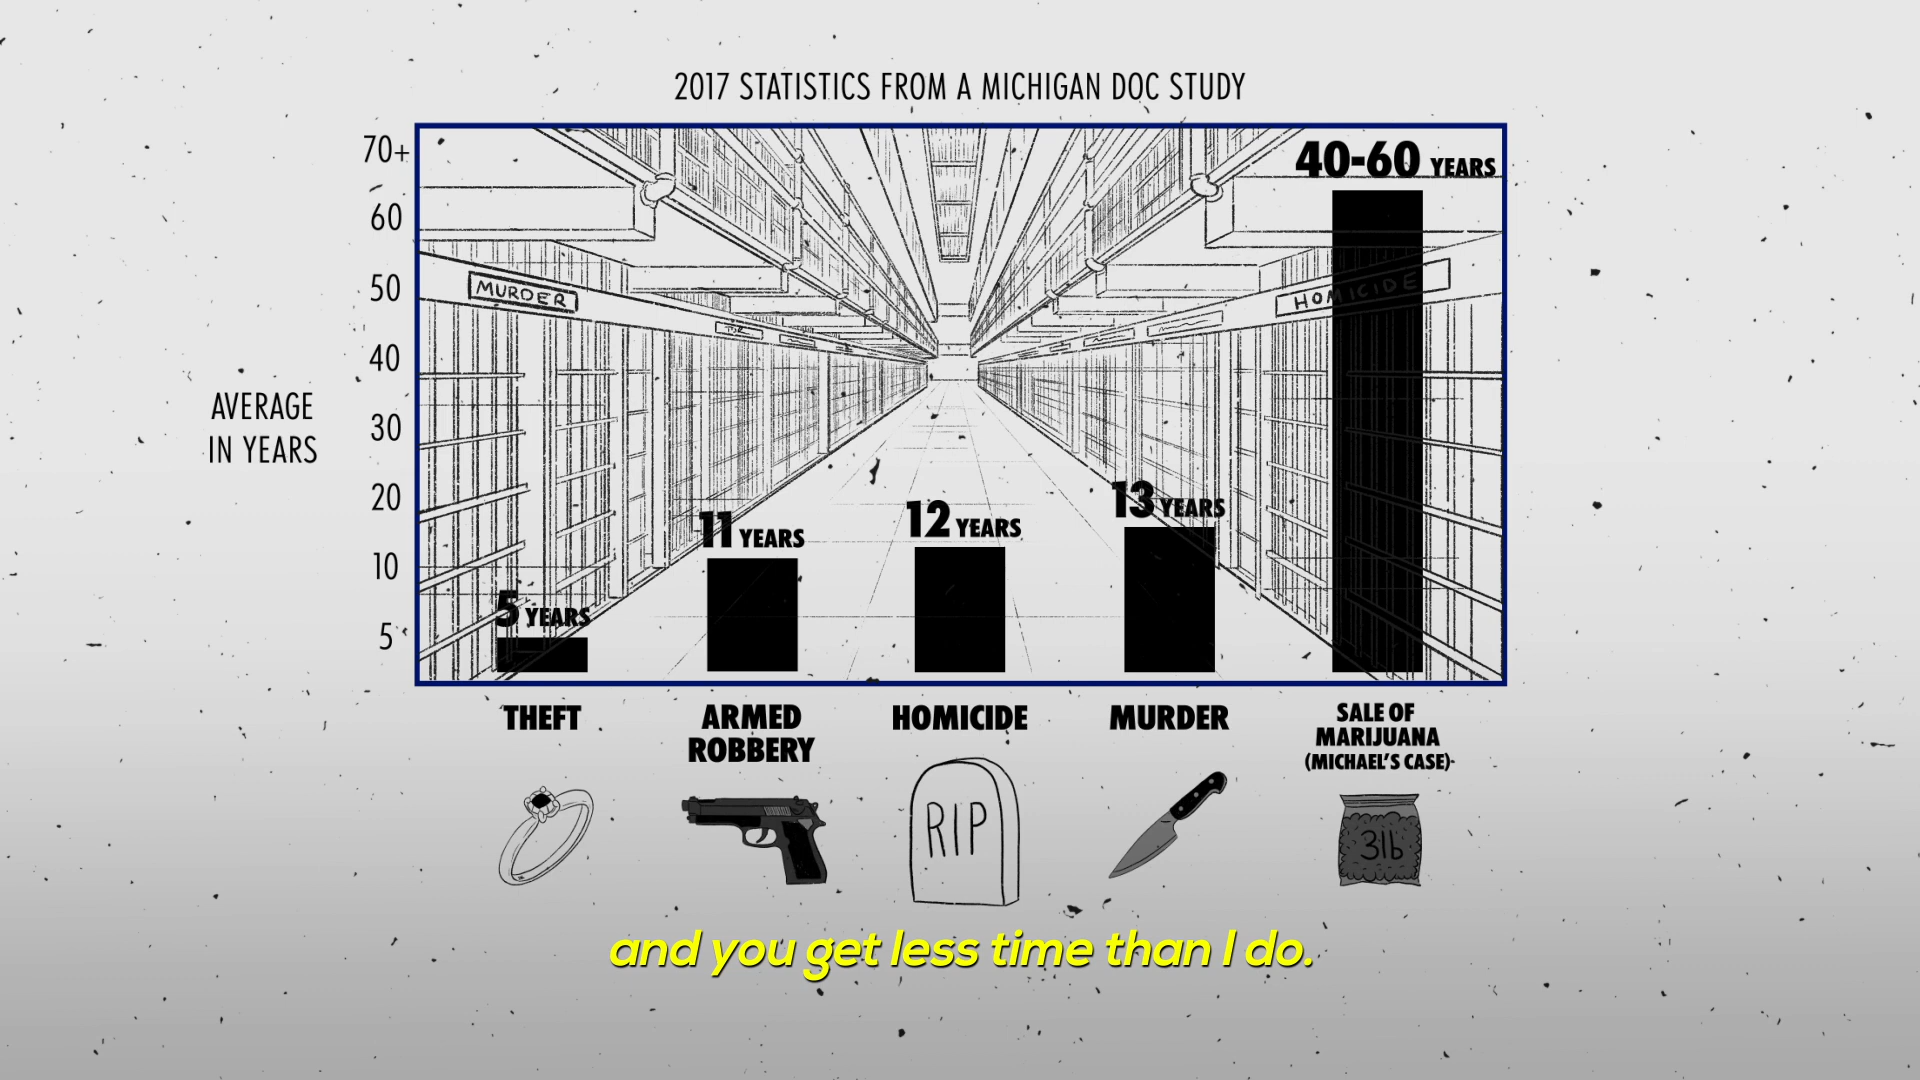 2017 STATISTICS FROM A MICHIGAN DOC STUDY
70+
60
50
40
30
20
10
5
AVERAGE
IN YEARS
MURDER
HOMICIDE
5 YEARS
11 YEARS
12 YEARS
13 YEARS
40-60 YEARS
THEFT
ARMED
ROBBERY
HOMICIDE
MURDER
SALE OF
MARIJUANA
(MICHAEL'S CASE)
RIP
3lb
and you get less time than I do.